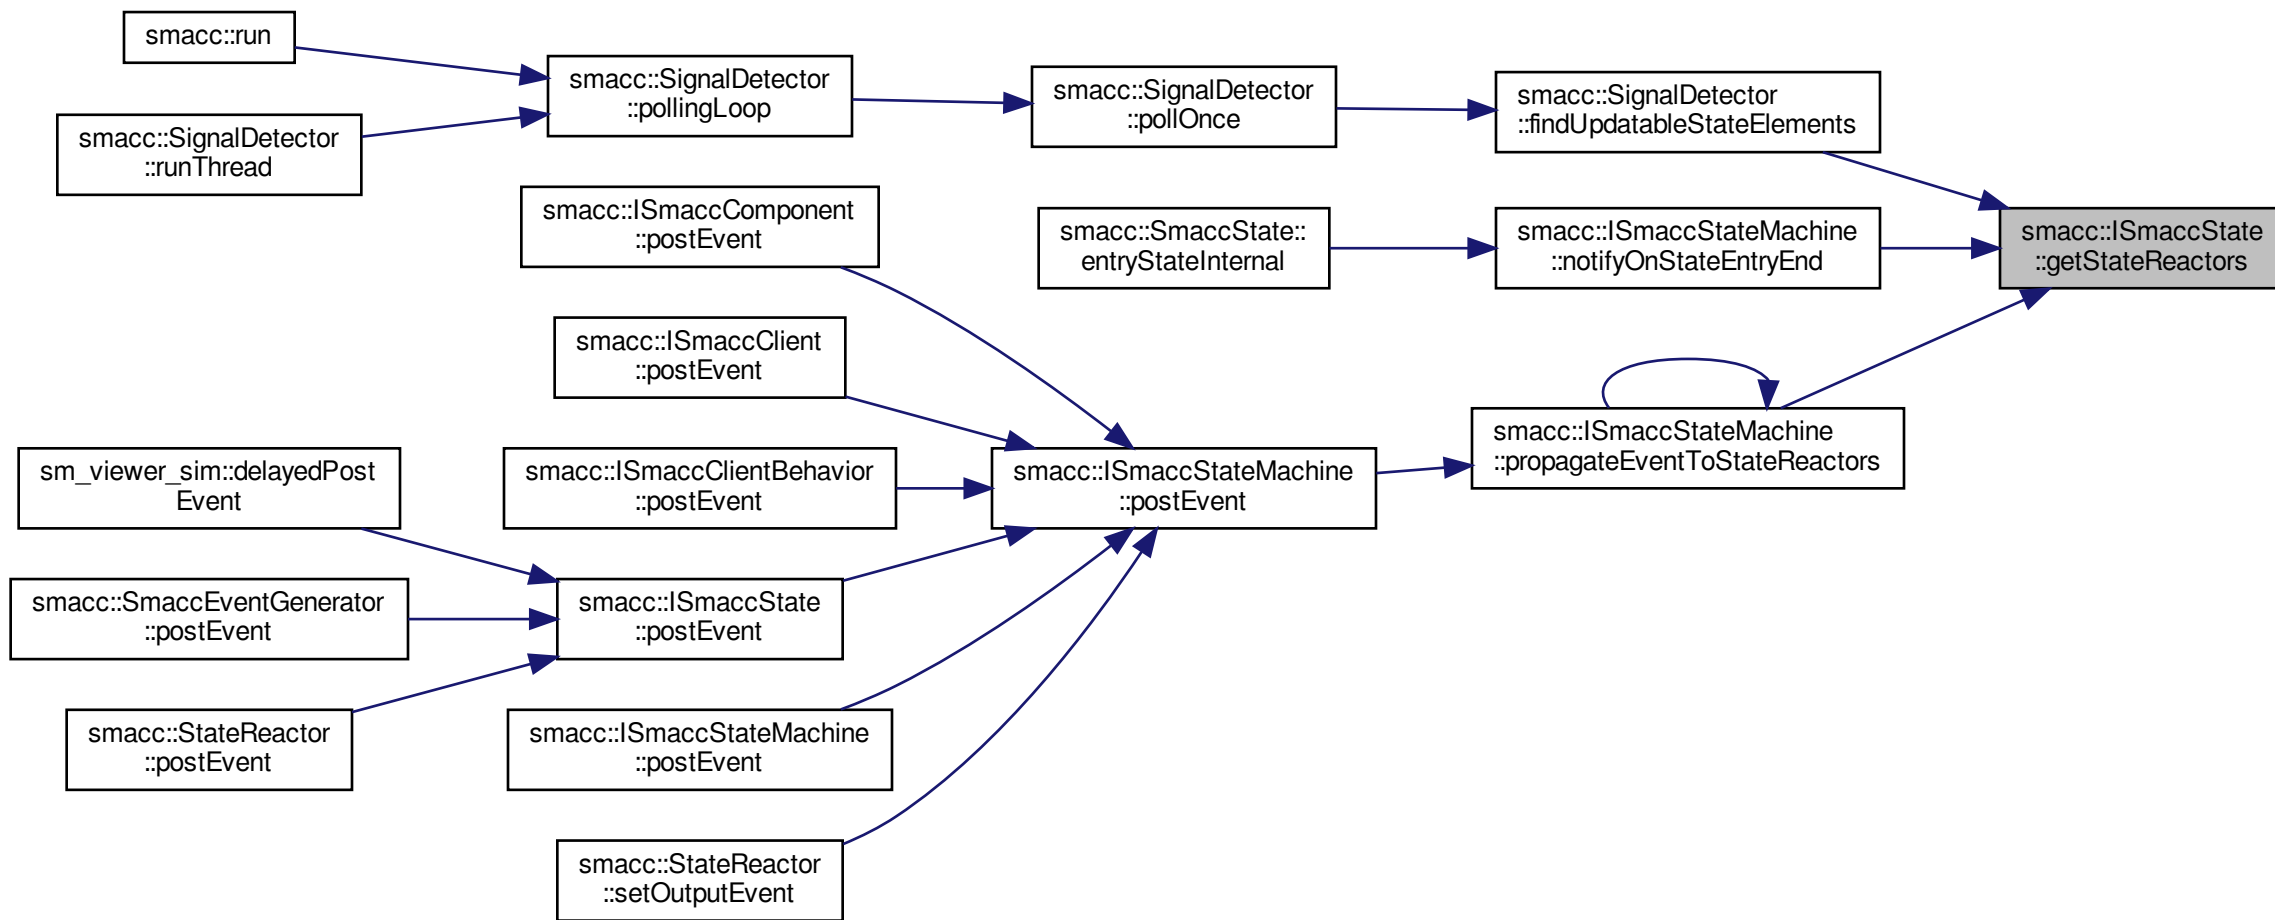 smacc::run
smacc::SignalDetector
::runThread
smacc::SignalDetector
::pollingLoop
smacc::SignalDetector
::pollOnce
smacc::SignalDetector
::findUpdatableStateElements
smacc::ISmaccComponent
::postEvent
smacc::SmaccState::
entryStateInternal
smacc::ISmaccStateMachine
::notifyOnStateEntryEnd
smacc::ISmaccState
::getStateReactors
smacc::ISmaccClient
::postEvent
sm_viewer_sim::delayedPost
Event
smacc::ISmaccClientBehavior
::postEvent
smacc::ISmaccStateMachine
::postEvent
smacc::ISmaccStateMachine
::propagateEventToStateReactors
smacc::SmaccEventGenerator
::postEvent
smacc::ISmaccState
::postEvent
smacc::StateReactor
::postEvent
smacc::ISmaccStateMachine
::postEvent
smacc::StateReactor
::setOutputEvent